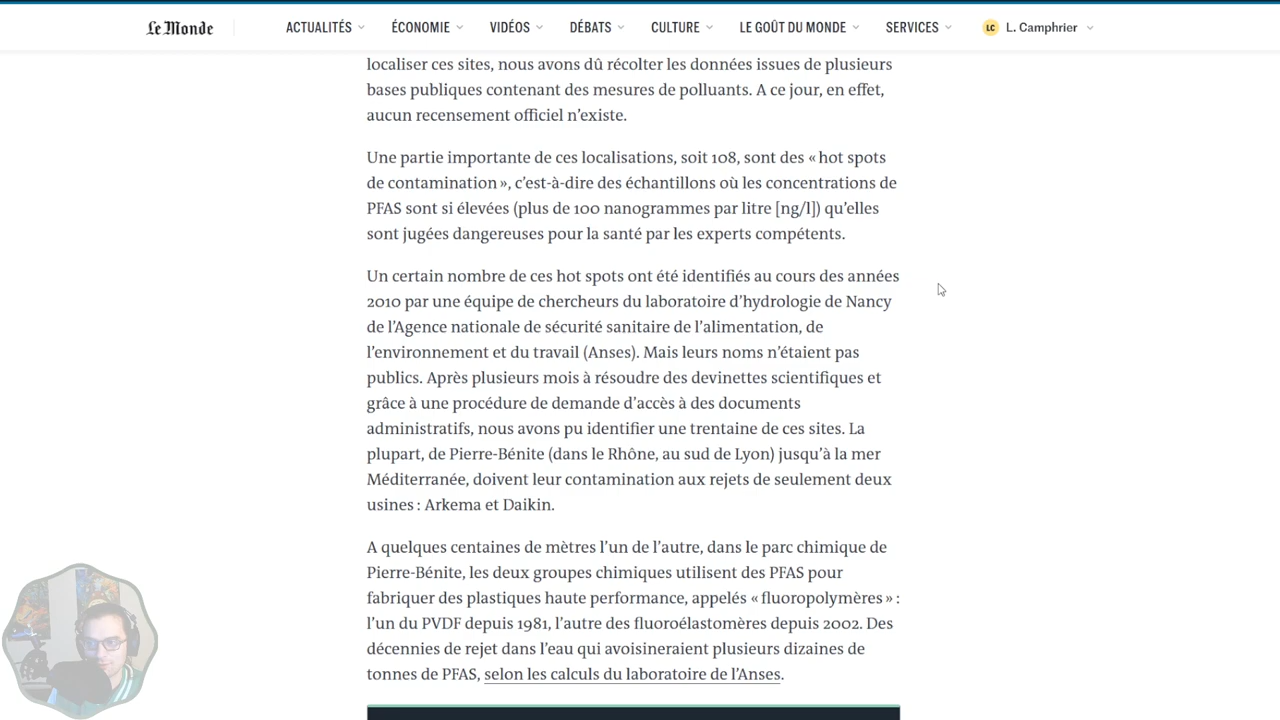 Le Monde
ACTUALITÉS
ÉCONOMIE
VIDÉOS
DÉBATS
CULTURE
LE GOÛT DU MONDE
SERVICES
LC
L. Camphrier
localiser ces sites, nous avons dû récolter les données issues de plusieurs
bases publiques contenant des mesures de polluants. A ce jour, en effet,
aucun recensement officiel n’existe.
Une partie importante de ces localisations, soit 108, sont des « hot spots
de contamination », c’est-à-dire des échantillons où les concentrations de
PFAS sont si élevées (plus de 100 nanogrammes par litre [ng/l]) qu’elles
sont jugées dangereuses pour la santé par les experts compétents.
Un certain nombre de ces hot spots ont été identifiés au cours des années
2010 par une équipe de chercheurs du laboratoire d’hydrologie de Nancy
de l’Agence nationale de sécurité sanitaire de l’alimentation, de
l’environnement et du travail (Anses). Mais leurs noms n’étaient pas
publics. Après plusieurs mois à résoudre des devinettes scientifiques et
grâce à une procédure de demande d’accès à des documents
administratifs, nous avons pu identifier une trentaine de ces sites. La
plupart, de Pierre-Bénite (dans le Rhône, au sud de Lyon) jusqu’à la mer
Méditerranée, doivent leur contamination aux rejets de seulement deux
usines : Arkema et Daikin.
A quelques centaines de mètres l’un de l’autre, dans le parc chimique de
Pierre-Bénite, les deux groupes chimiques utilisent des PFAS pour
fabriquer des plastiques haute performance, appelés « fluoropolymères » :
l’un du PVDF depuis 1981, l’autre des fluoroélastomères depuis 2002. Des
décennies de rejet dans l’eau qui avoisineraient plusieurs dizaines de
tonnes de PFAS, selon les calculs du laboratoire de l’Anses.